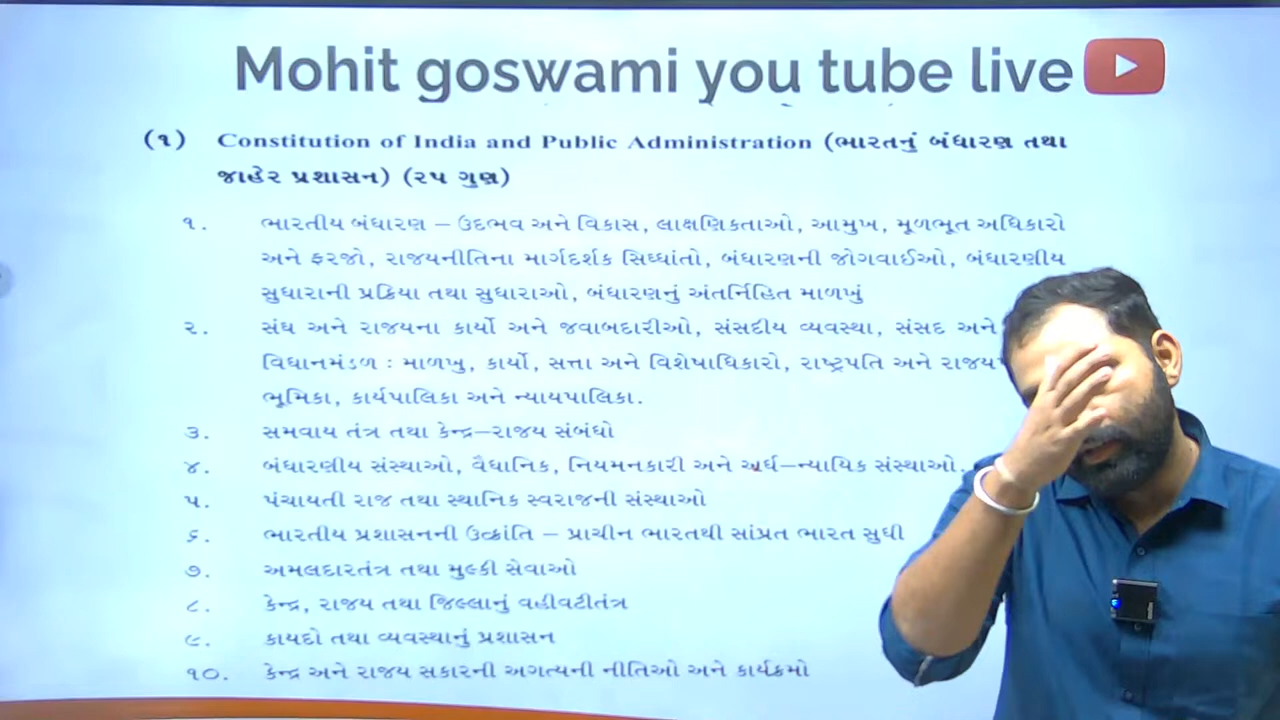 Mohit goswami you tube live
(૧) Constitution of India and Public Administration (ભારતનું બંધારણ તથા
જાહેર પ્રશાસન) (૨૫ ગુણ)
૧. ભારતીય બંધારણ – ઉદભવ અને વિકાસ, લાક્ષણિકતાઓ, આમુખ, મૂળભૂત અધિકારો
અને ફરજો, રાજયનીતિના માર્ગદર્શક સિઘ્ધાંતો, બંધારણની જોગવાઈઓ, બંધારણીય
સુધારાની પ્રક્રિયા તથા સુધારાઓ, બંધારણનું અંતર્નિહિત માળખું
૨. સંઘ અને રાજયના કાર્યો અને જવાબદારીઓ, સંસદીય વ્યવસ્થા, સંસદ અને
વિધાનમંડળ : માળખુ, કાર્યો, સત્તા અને વિશેષાધિકારો, રાષ્ટ્રપતિ અને
ભૂમિકા, કાર્યપાલિકા અને ન્યાયપાલિકા.
૩. સમવાય તંત્ર તથા કેન્દ્ર–રાજય સંબંધો
૪. બંધારણીય સંસ્થાઓ, વૈધાનિક, નિયમનકારી અને અર્ધ–ન્યાયિક સંસ્થાઓ.
૫. પંચાયતી રાજ તથા સ્થાનિક સ્વરાજની સંસ્થાઓ
૬. ભારતીય પ્રશાસનની ઉત્ક્રાંતિ – પ્રાચીન ભારતથી સાંપ્રત ભારત સુધી
૭. અમલદારતંત્ર તથા મુલ્કી સેવાઓ
૮. કેન્દ્ર, રાજય તથા જિલ્લાનું વહીવટીતંત્ર
૯. કાયદો તથા વ્યવસ્થાનું પ્રશાસન
૧૦. કેન્દ્ર અને રાજય સકારની અગત્યની નીતિઓ અને કાર્યક્રમો